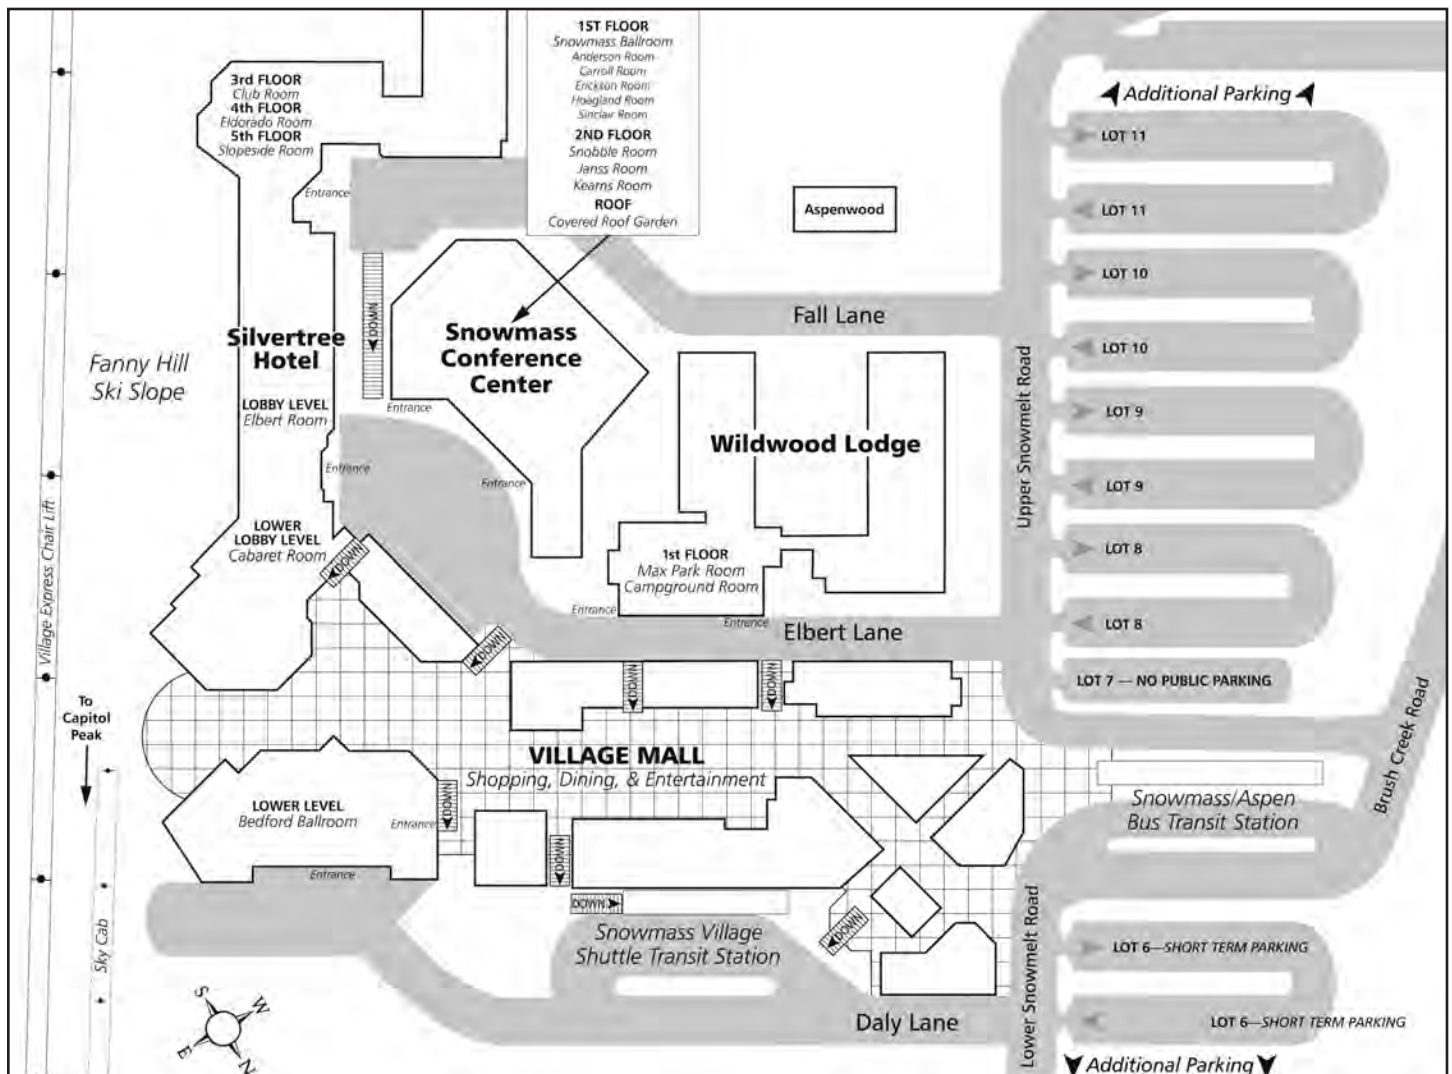 1ST FLOOR
Snowmass Ballroom
Anderson Room
Carroll Room
Erickson Room
Hoagland Room
Sinclair Room
2ND FLOOR
Snobble Room
Janss Room
Kearns Room
ROOF
Covered Roof Garden
3rd FLOOR
Club Room
4th FLOOR
Eldorado Room
5th FLOOR
Slopeside Room
Entrance
Additional Parking
LOT 11
LOT 11
LOT 10
LOT 10
LOT 9
LOT 9
LOT 8
LOT 8
LOT 7 — NO PUBLIC PARKING
Aspenwood
Fall Lane
Upper Snowmelt Road
DOWN
Silvertree
Hotel
Snowmass
Conference
Center
Fanny Hill
Ski Slope
LOBBY LEVEL
Elbert Room
Entrance
Entrance
Entrance
Wildwood Lodge
LOWER
LOBBY LEVEL
Cabaret Room
DOWN
1st FLOOR
Max Park Room
Campground Room
Entrance
Entrance
Elbert Lane
Village Express Chair Lift
DOWN
DOWN
DOWN
To
Capitol
Peak
VILLAGE MALL
Shopping, Dining, & Entertainment
LOWER LEVEL
Bedford Ballroom
Entrance
DOWN
Entrance
DOWN
DOWN
DOWN
Brush Creek Road
Snowmass/Aspen
Bus Transit Station
Snowmass Village
Shuttle Transit Station
Sky Cab
Lower Snowmelt Road
LOT 6—SHORT TERM PARKING
LOT 6—SHORT TERM PARKING
Daly Lane
S
W
E
N
Additional Parking